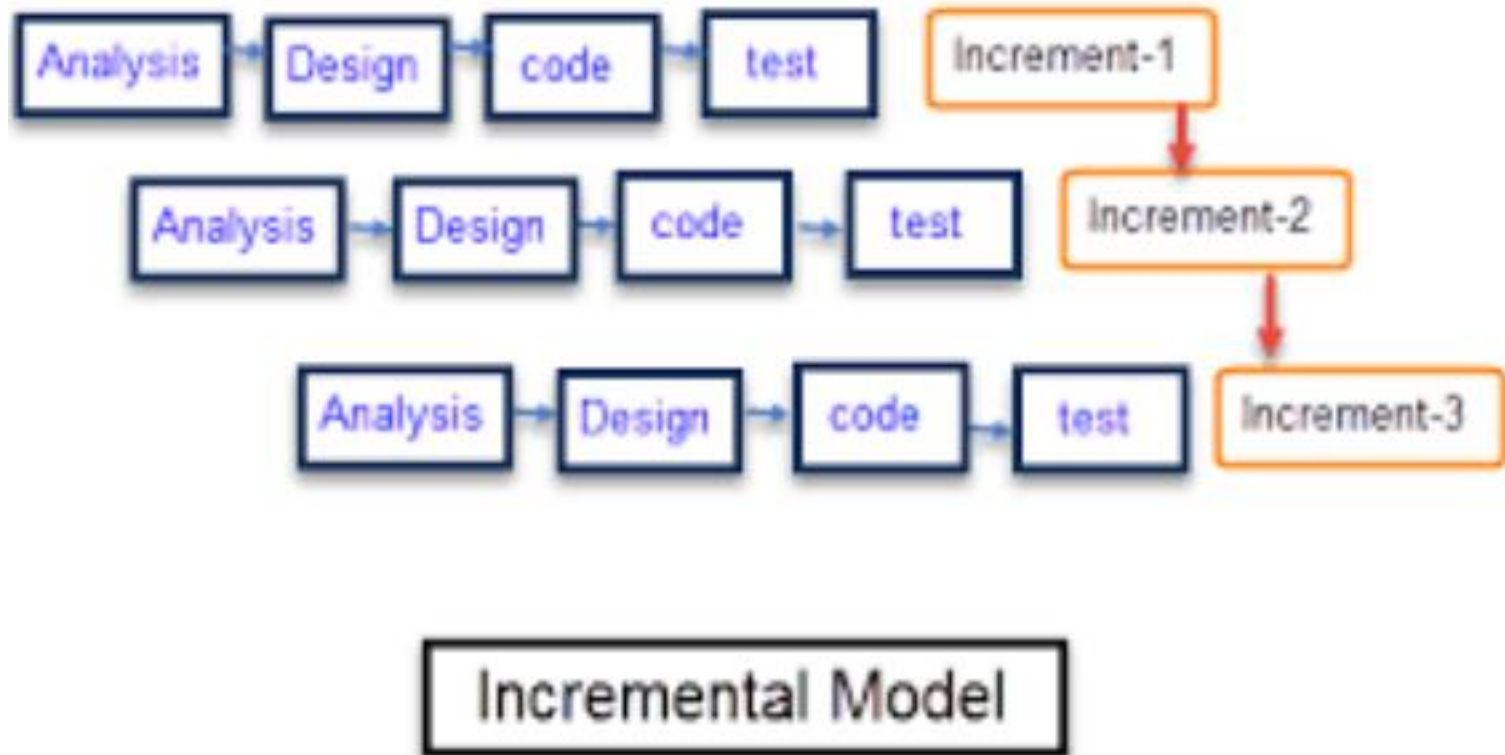 Analysis Design code test Increment-1
Analysis Design code test Increment-2
Analysis Design code test Increment-3
Incremental Model